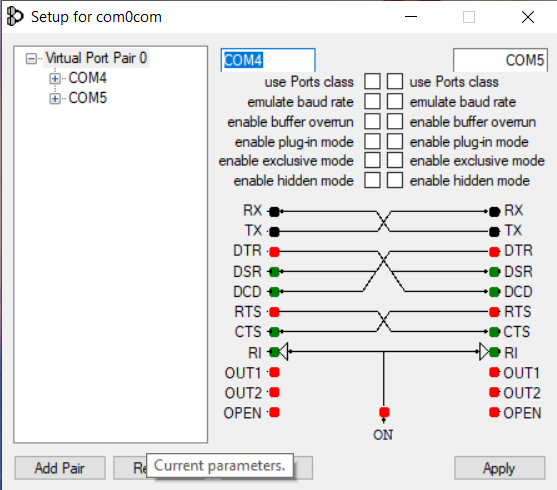 Setup for com0com
Virtual Port Pair 0
COM4
COM5
COM4 COM5
use Ports class use Ports class
emulate baud rate emulate baud rate
enable buffer overrun enable buffer overrun
enable plug-in mode enable plug-in mode
enable exclusive mode enable exclusive mode
enable hidden mode enable hidden mode
RX RX
TX TX
DTR DTR
DSR DSR
DCD DCD
RTS RTS
CTS CTS
RI RI
OUT1 OUT1
OUT2 OUT2
OPEN OPEN
ON
Add Pair Current parameters. Apply